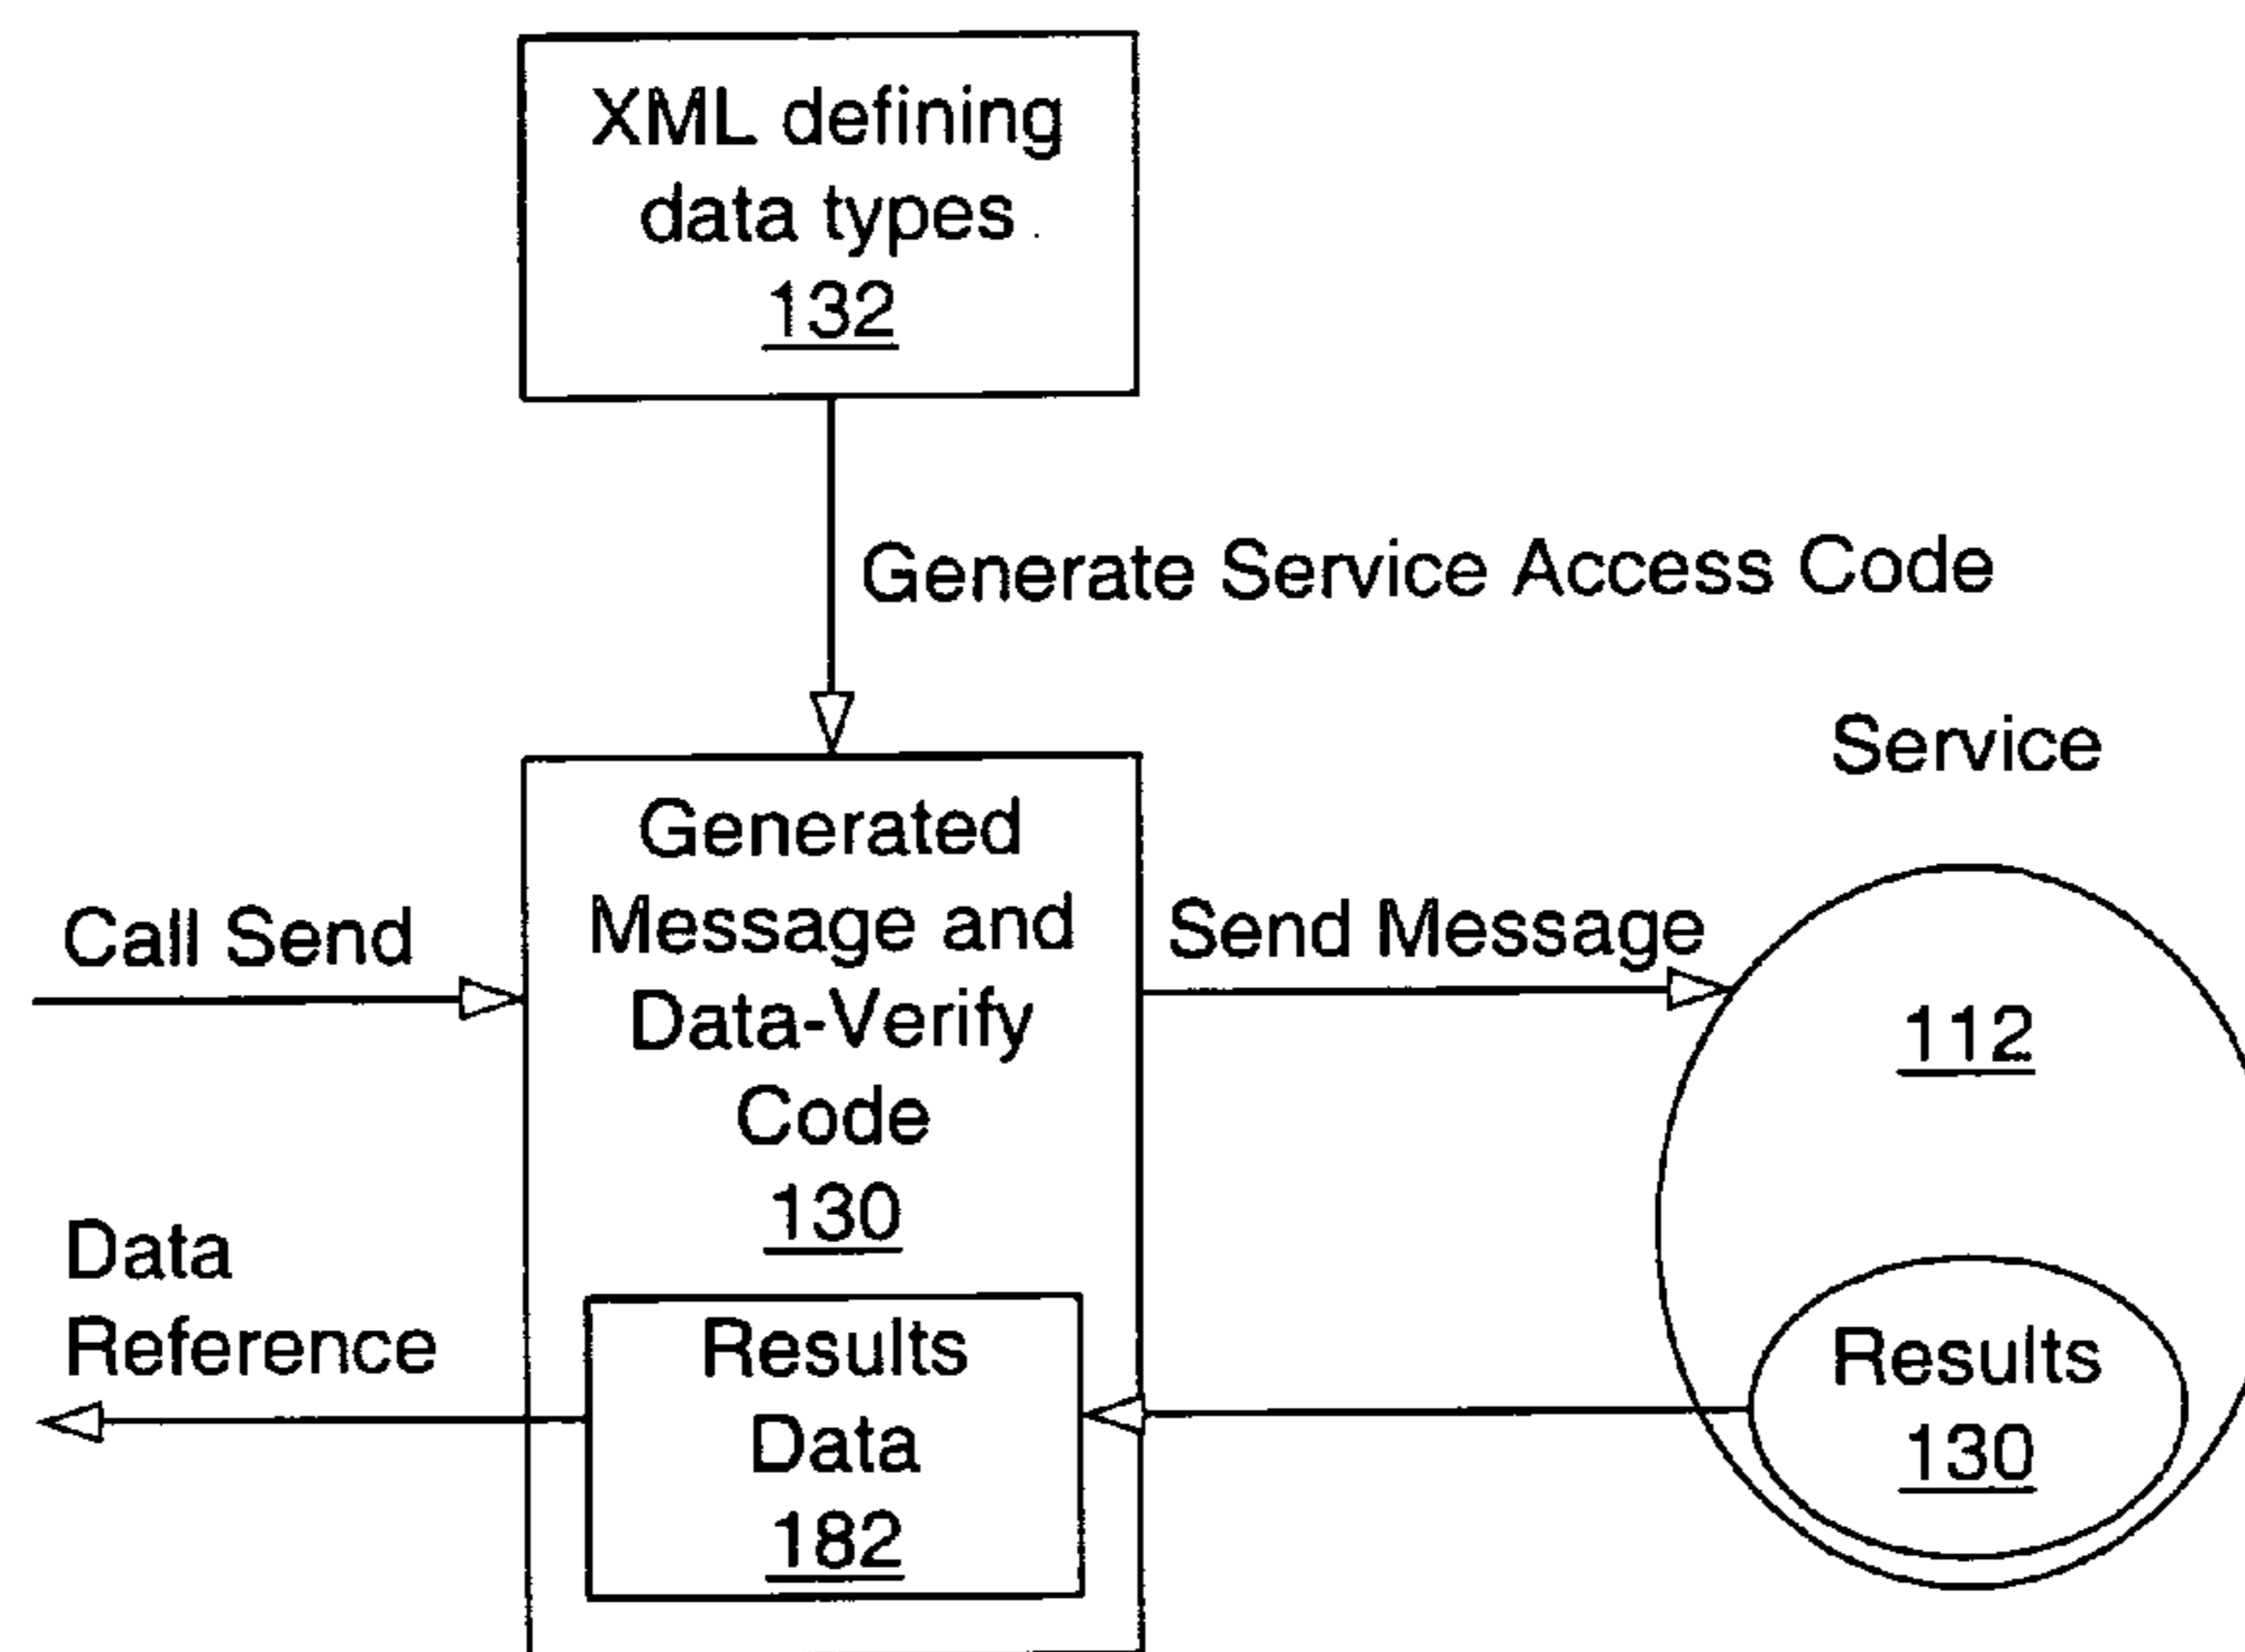 XML defining
data types
132
Generate Service Access Code
Service
Generated
Message and
Data-Verify
Code
130
Call Send
Send Message
112
Data
Reference
Results
Data
182
Results
130